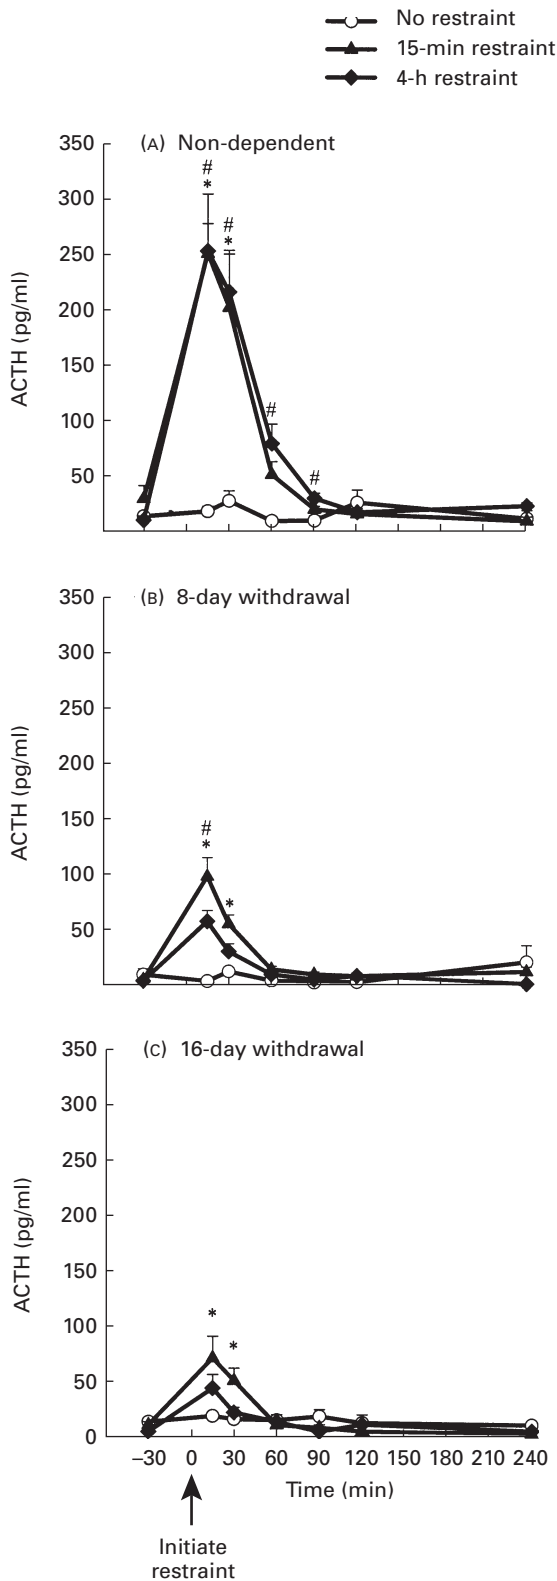 No restraint
15-min restraint
4-h restraint
(A) Non-dependent
350
300
250
200
150
100
50
ACTH (pg/ml)
#
*
#
*
#
#
(B) 8-day withdrawal
350
300
250
200
150
100
50
ACTH (pg/ml)
#
*
*
(C) 16-day withdrawal
350
300
250
200
150
100
50
0
ACTH (pg/ml)
*
*
–30 0 30 60 90 120 150 180 210 240
Time (min)
Initiate
restraint